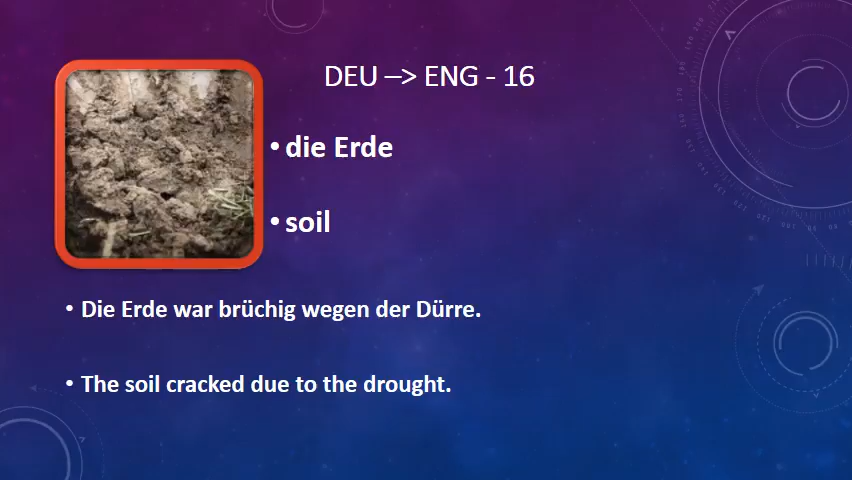 DEU –> ENG - 16
• die Erde
• soil
• Die Erde war brüchig wegen der Dürre.
• The soil cracked due to the drought.